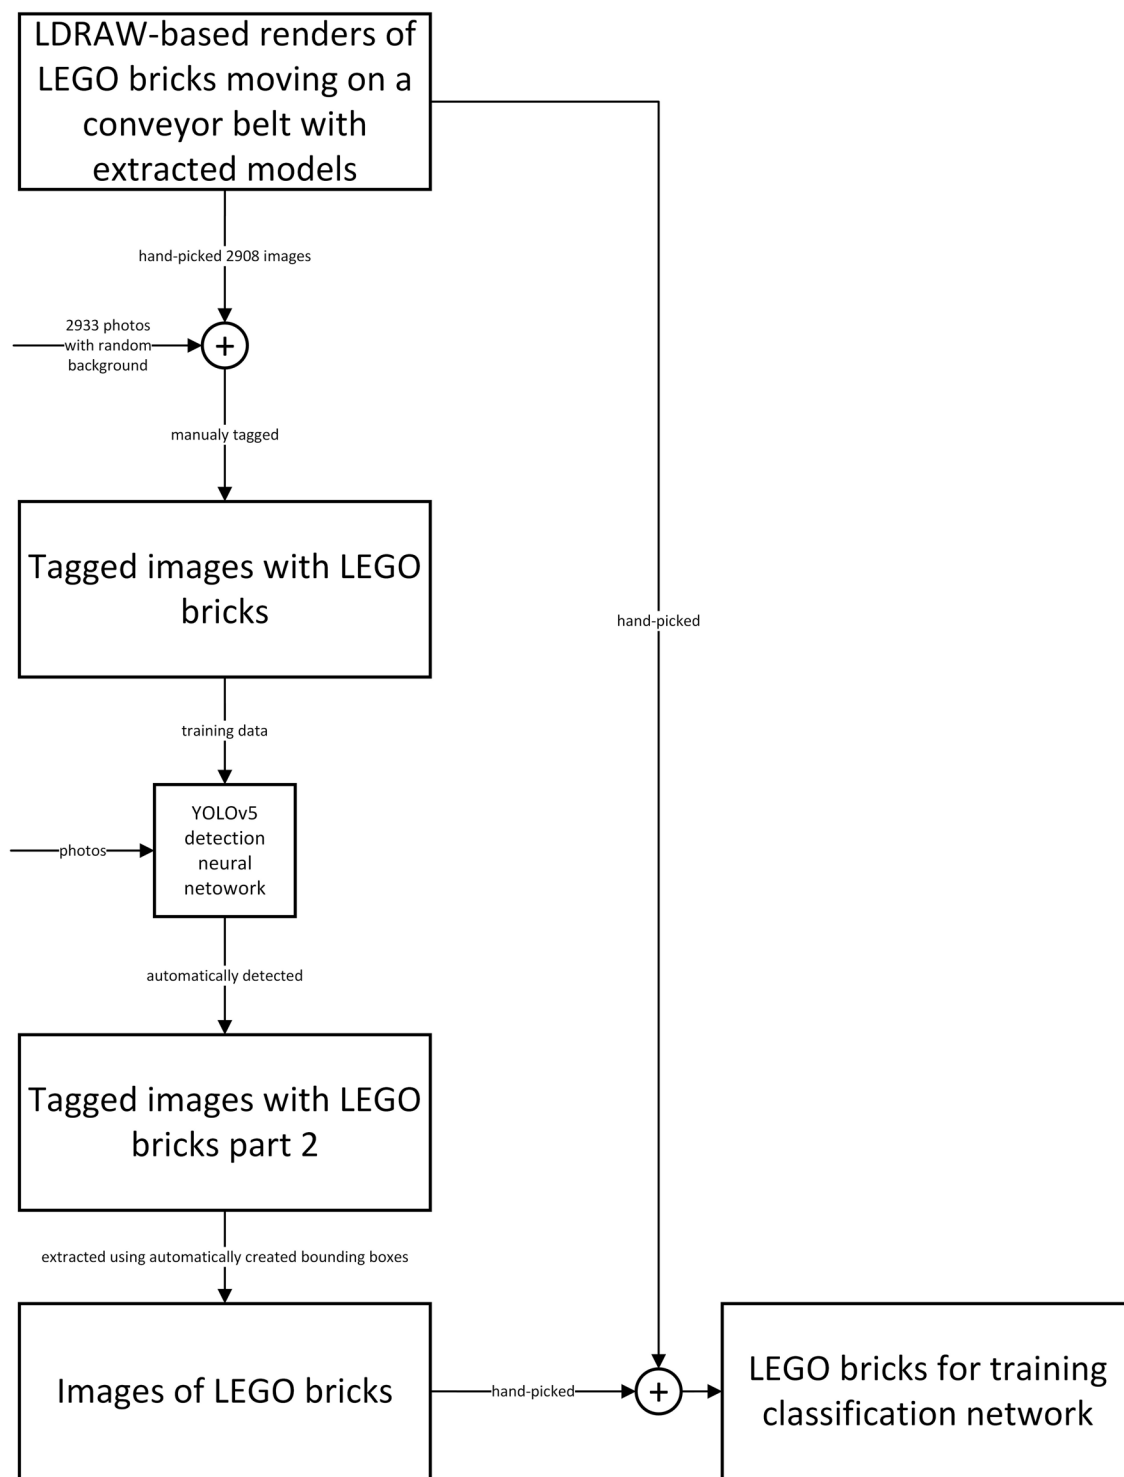 LDRAW-based renders of
LEGO bricks moving on a
conveyor belt with
extracted models
hand-picked 2908 images
2933 photos
with random
background
+
manualy tagged
Tagged images with LEGO
bricks
hand-picked
training data
YOLOv5
detection
neural
netowork
photos
automatically detected
Tagged images with LEGO
bricks part 2
extracted using automatically created bounding boxes
Images of LEGO bricks
hand-picked
+
LEGO bricks for training
classification network